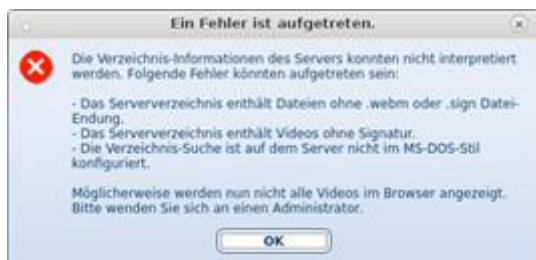 Ein Fehler ist aufgetreten.
Die Verzeichnis-Informationen des Servers konnten nicht interpretiert
werden. Folgende Fehler könnten aufgetreten sein:
- Das Serververzeichnis enthält Dateien ohne .webm oder .sign Datei-
Endung.
- Das Serververzeichnis enthält Videos ohne Signatur.
- Die Verzeichnis-Suche ist auf dem Server nicht im MS-DOS-Stil
konfiguriert.
Möglicherweise werden nun nicht alle Videos im Browser angezeigt.
Bitte wenden Sie sich an einen Administrator.
OK